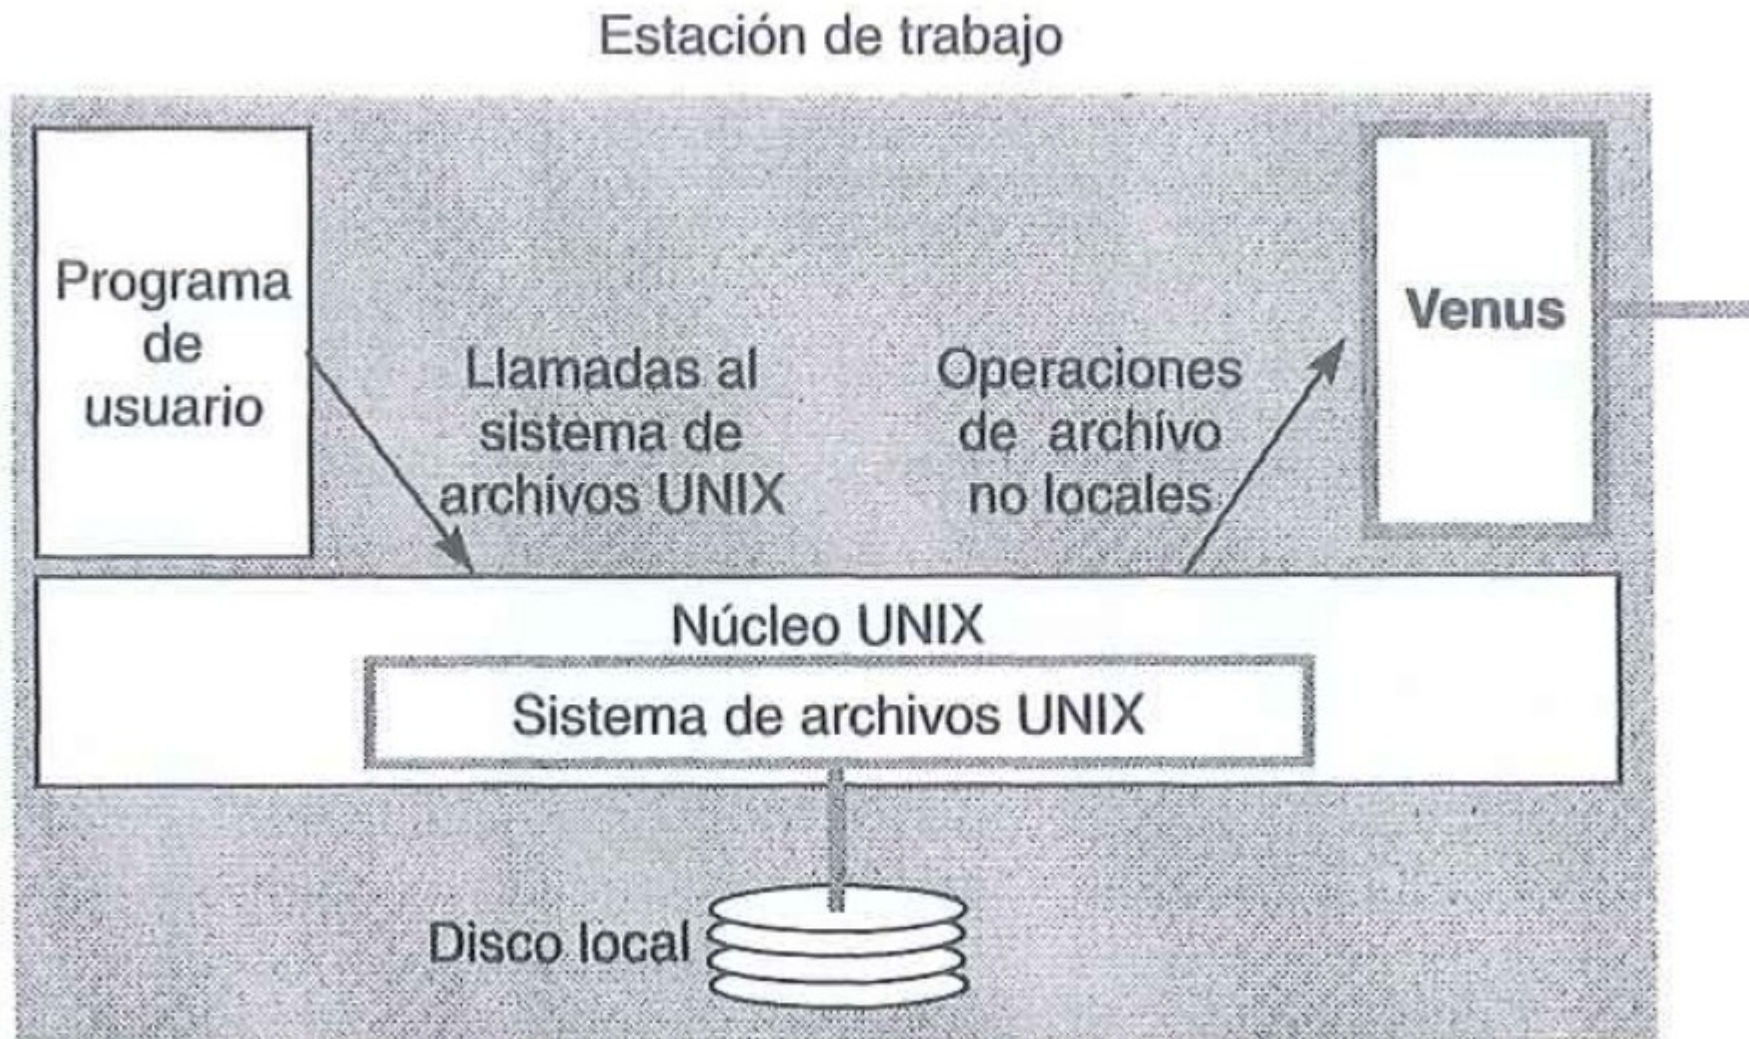 Estación de trabajo
Programa
de
usuario
Llamadas al
sistema de
archivos UNIX
Operaciones
de archivo
no locales
Venus
Núcleo UNIX
Sistema de archivos UNIX
Disco local